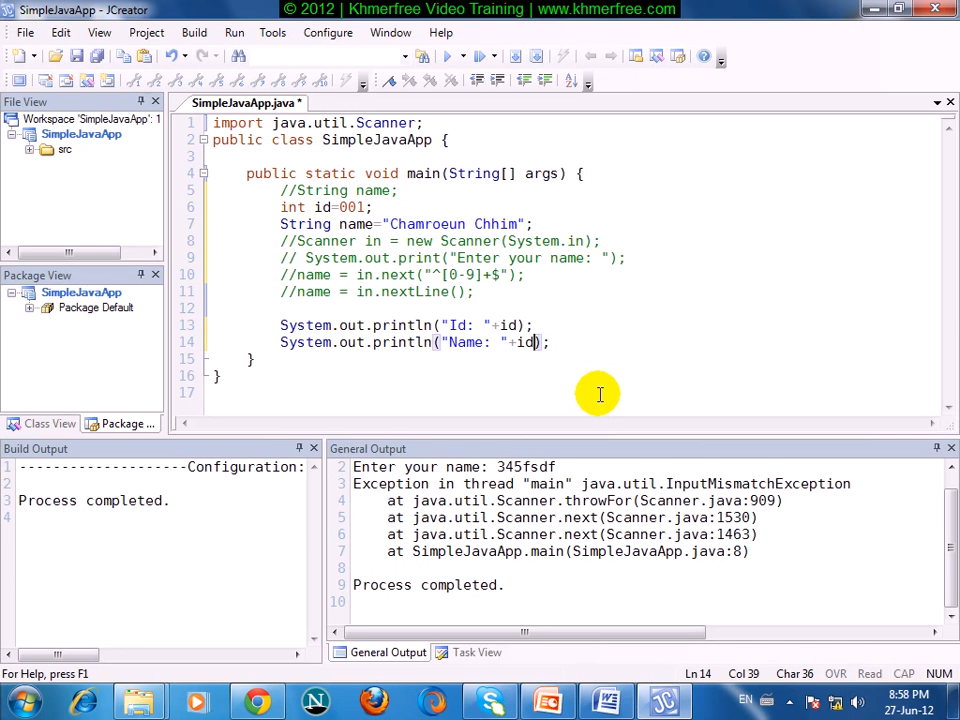 SimpleJavaApp - JCreator
© 2012 | Khmerfree Video Training | www.khmerfree.com
File Edit View Project Build Run Tools Configure Window Help
File View
Workspace 'SimpleJavaApp': 1
SimpleJavaApp
src
Package View
SimpleJavaApp
Package Default
Class View Package ...
SimpleJavaApp.java *
1 import java.util.Scanner;
2 public class SimpleJavaApp {
3
4 public static void main(String[] args) {
5 //String name;
6 int id=001;
7 String name="Chamroeun Chhim";
8 //Scanner in = new Scanner(System.in);
9 // System.out.print("Enter your name: ");
10 //name = in.next("^[0-9]+$");
11 //name = in.nextLine();
12
13 System.out.println("Id: "+id);
14 System.out.println("Name: "+id);
15 }
16 }
17
Build Output
1 --------------------Configuration:
2
3 Process completed.
4
General Output
2 Enter your name: 345fsdf
3 Exception in thread "main" java.util.InputMismatchException
4 at java.util.Scanner.throwFor(Scanner.java:909)
5 at java.util.Scanner.next(Scanner.java:1530)
6 at java.util.Scanner.next(Scanner.java:1463)
7 at SimpleJavaApp.main(SimpleJavaApp.java:8)
8
9 Process completed.
10
General Output Task View
For Help, press F1
Ln 14 Col 39 Char 36 OVR Read CAP NUM
EN
8:58 PM
27-Jun-12